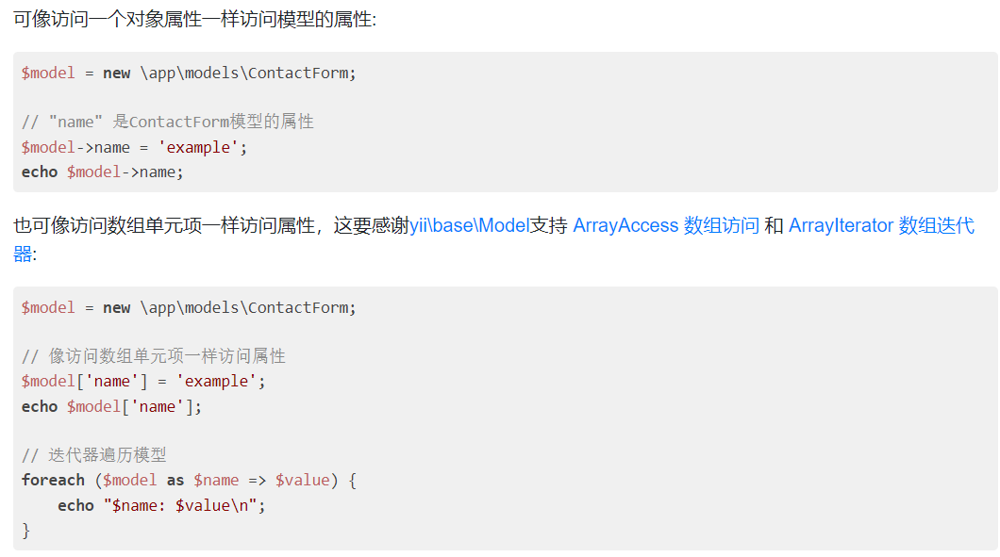 可像访问一个对象属性一样访问模型的属性:
$model = new \app\models\ContactForm;
// "name" 是ContactForm模型的属性
$model->name = 'example';
echo $model->name;
也可像访问数组单元项一样访问属性，这要感谢yii\base\Model支持 ArrayAccess 数组访问 和 ArrayIterator 数组迭代
器:
$model = new \app\models\ContactForm;
// 像访问数组单元项一样访问属性
$model['name'] = 'example';
echo $model['name'];
// 迭代器遍历模型
foreach ($model as $name => $value) {
    echo "$name: $value\n";
}